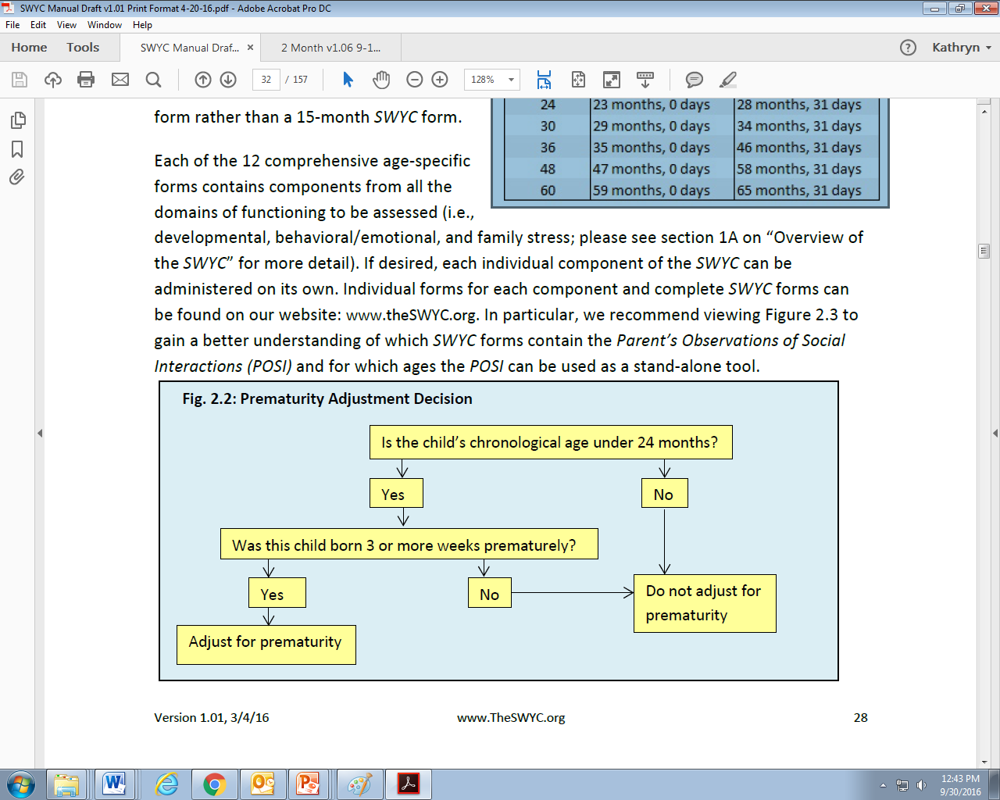 SWYC Manual Draft v1.01 Print Format 4-20-16.pdf - Adobe Acrobat Pro DC
File Edit View Window Help
Home Tools SWYC Manual Draf... × 2 Month v1.06 9-1... ? Kathryn
32 / 157 128%
form rather than a 15-month SWYC form.
24 23 months, 0 days 28 months, 31 days
30 29 months, 0 days 34 months, 31 days
36 35 months, 0 days 46 months, 31 days
48 47 months, 0 days 58 months, 31 days
60 59 months, 0 days 65 months, 31 days
Each of the 12 comprehensive age-specific
forms contains components from all the
domains of functioning to be assessed (i.e.,
developmental, behavioral/emotional, and family stress; please see section 1A on “Overview of
the SWYC” for more detail). If desired, each individual component of the SWYC can be
administered on its own. Individual forms for each component and complete SWYC forms can
be found on our website: www.theSWYC.org. In particular, we recommend viewing Figure 2.3 to
gain a better understanding of which SWYC forms contain the Parent’s Observations of Social
Interactions (POSI) and for which ages the POSI can be used as a stand-alone tool.
Fig. 2.2: Prematurity Adjustment Decision
Is the child’s chronological age under 24 months?
Yes No
Was this child born 3 or more weeks prematurely?
Yes No
Do not adjust for
prematurity
Adjust for prematurity
Version 1.01, 3/4/16 www.TheSWYC.org 28
12:43 PM
9/30/2016